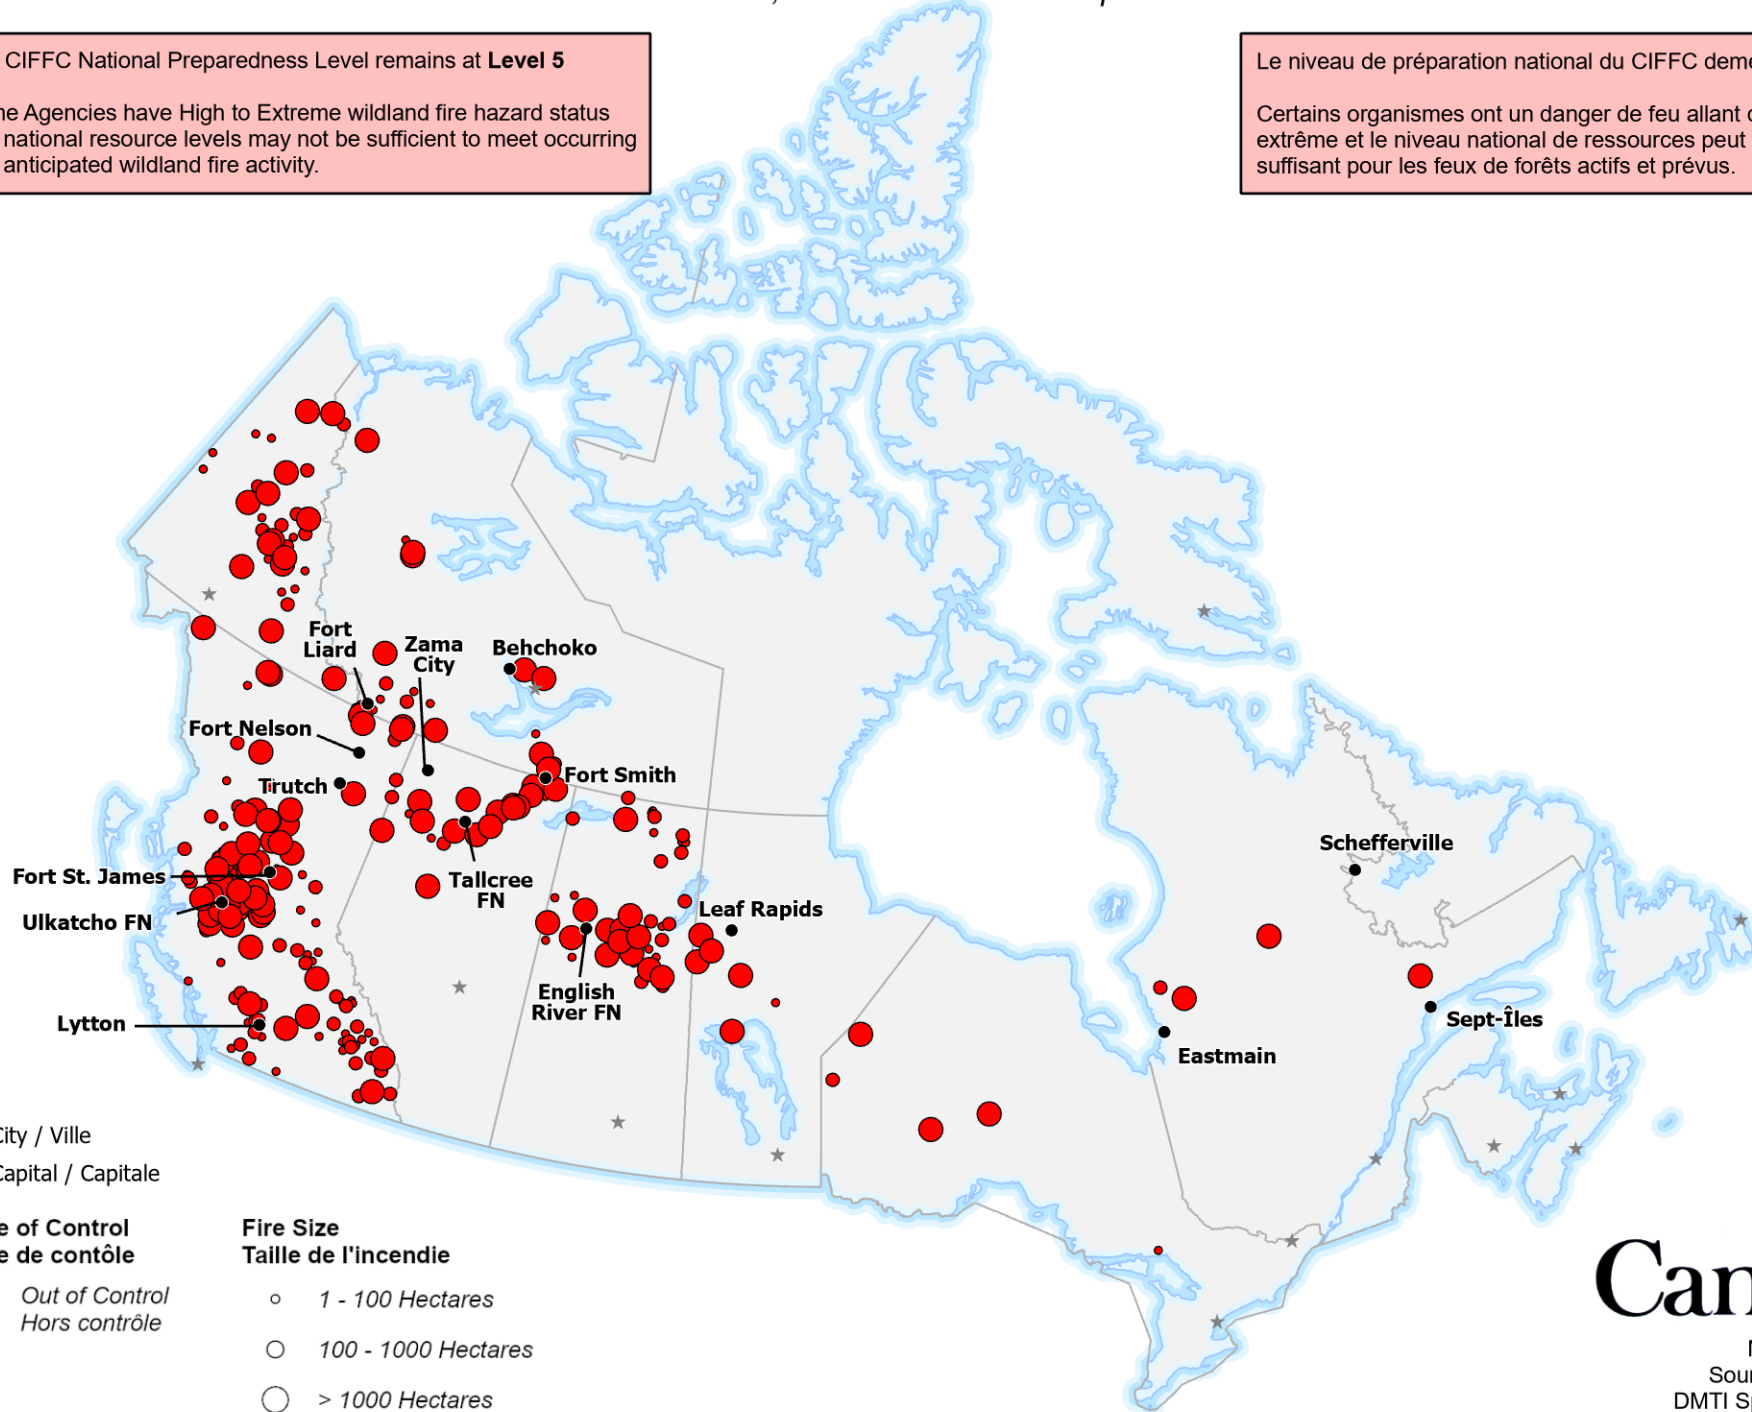 CIFFC National Preparedness Level remains at Level 5
Agencies have High to Extreme wildland fire hazard status
national resource levels may not be sufficient to meet occurring
anticipated wildland fire activity.
Le niveau de préparation national du CIFFC
Certains organismes ont un danger de feu allant
extrême et le niveau national de ressources peut
suffisant pour les feux de forêts actifs et prévus.
Fort
Liard
Zama
City
Behchoko
Fort Nelson
Trutch
Fort Smith
Fort St. James
Ulkatcho FN
Tallcree
FN
Leaf Rapids
English
River FN
Lytton
Schefferville
Sept-Îles
Eastmain
City / Ville
Capital / Capitale
of Control
de contôle
Out of Control
Hors contrôle
Fire Size
Taille de l'incendie
1 - 100 Hectares
100 - 1000 Hectares
> 1000 Hectares
Can
DMTI